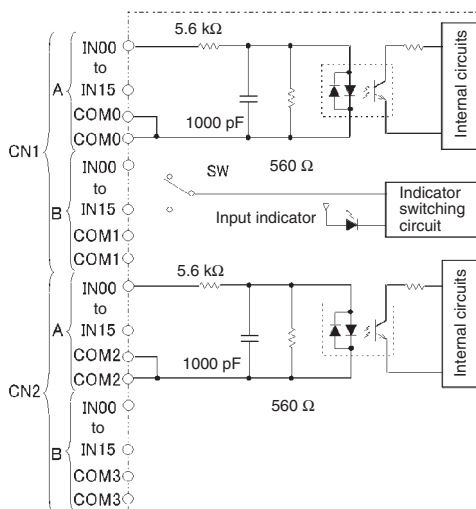 CN1
A
IN00
to
IN15
COM0
COM0
B
IN00
to
IN15
COM1
COM1
5.6 kΩ
1000 pF
560 Ω
Internal circuits
SW
Input indicator
Indicator
switching
circuit
CN2
A
IN00
to
IN15
COM2
COM2
B
IN00
to
IN15
COM3
COM3
5.6 kΩ
1000 pF
560 Ω
Internal circuits